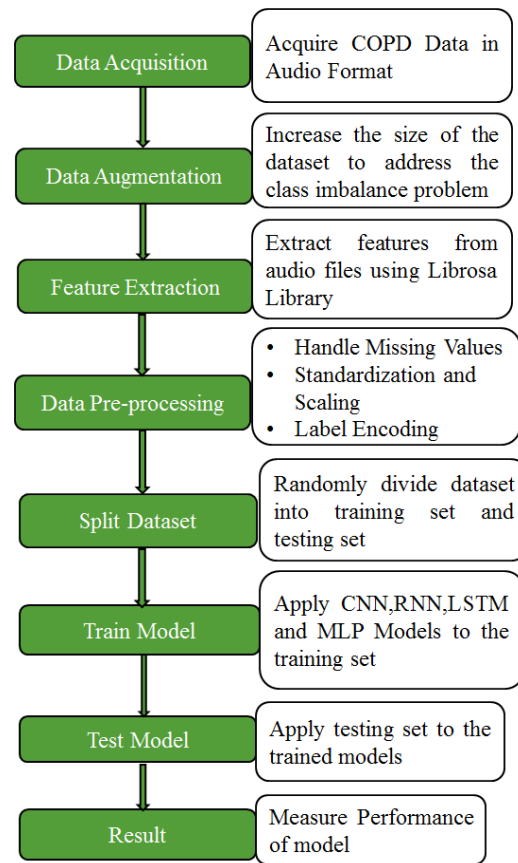 Data Acquisition
Acquire COPD Data in
Audio Format
Data Augmentation
Increase the size of the
dataset to address the
class imbalance problem
Feature Extraction
Extract features from
audio files using Librosa
Library
Data Pre-processing
• Handle Missing Values
• Standardization and
Scaling
• Label Encoding
Split Dataset
Randomly divide dataset
into training set and
testing set
Train Model
Apply CNN,RNN,LSTM
and MLP Models to the
training set
Test Model
Apply testing set to the
trained models
Result
Measure Performance
of model